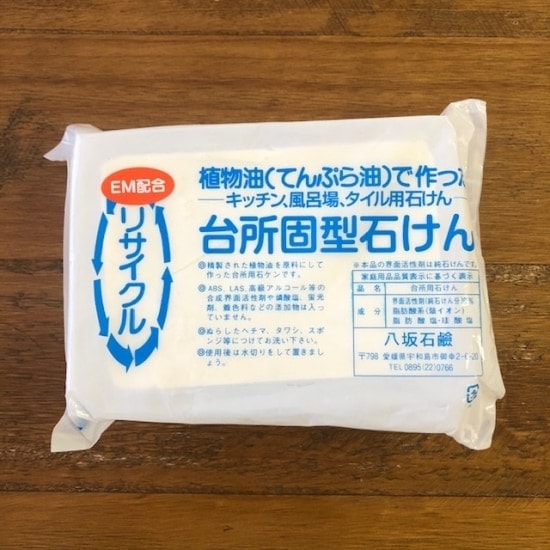 EM配合
リサイクル
植物油(てんぷら油)で作った
キッチン、風呂場、タイル用石けん
台所固型石けん
◎精製された植物油を原料にして
作った台所用石ケンです。
◎ABS、LAS、高級アルコール等の
合成界面活性剤や燐酸塩、蛍光
剤、着色料などの添加物は入っ
ていません。
◎ぬらしたヘチマ、タワシ、スポ
ンジ等につけてお洗い下さい。
◎使用後は水切りをして置きまし
ょう。
※本品の界面活性剤は純石けんです。
家庭用品品質表示に基づく表示
品名 台所用石けん
成分 界面活性剤(純石けん分
脂肪酸系(陰イオン)
脂肪酸塩・珪酸塩
八坂石鹸
〒798 愛媛県宇和島市御幸2-6-20
TEL0895(22)0766